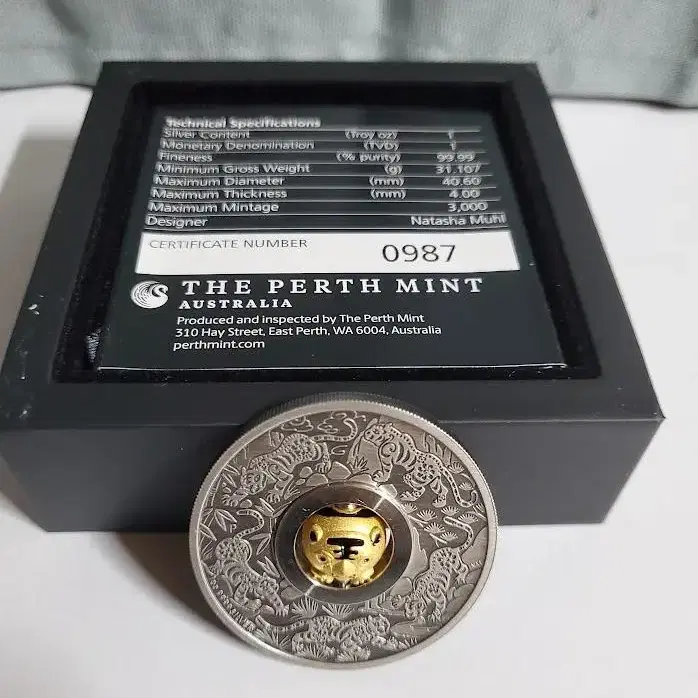 Technical Specifications
Silver Content (Troy oz) 1
Monetary Denomination (TVD) 1
Fineness (% purity) 99.99
Minimum Gross Weight (g) 31.107
Maximum Diameter (mm) 40.60
Maximum Thickness (mm) 4.00
Maximum Mintage 3,000
Designer Natasha Muhl
CERTIFICATE NUMBER 0987
THE PERTH MINT
AUSTRALIA
Produced and inspected by The Perth Mint
310 Hay Street, East Perth, WA 6004, Australia
perthmint.com